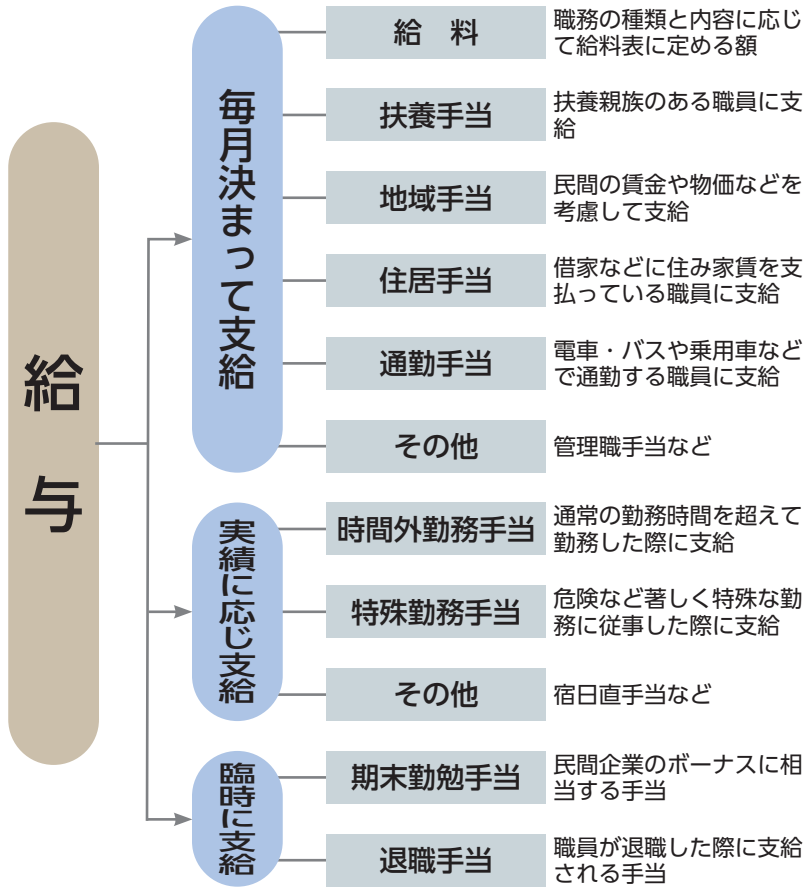 給与
毎月決まって支給
給　料
職務の種類と内容に応じ
て給料表に定める額
扶養手当
扶養親族のある職員に支
給
地域手当
民間の賃金や物価などを
考慮して支給
住居手当
借家などに住み家賃を支
払っている職員に支給
通勤手当
電車・バスや乗用車など
で通勤する職員に支給
その他
管理職手当など
実績に応じ支給
時間外勤務手当
通常の勤務時間を超えて
勤務した際に支給
特殊勤務手当
危険など著しく特殊な勤
務に従事した際に支給
その他
宿日直手当など
臨時に支給
期末勤勉手当
民間企業のボーナスに相
当する手当
退職手当
職員が退職した際に支給
される手当